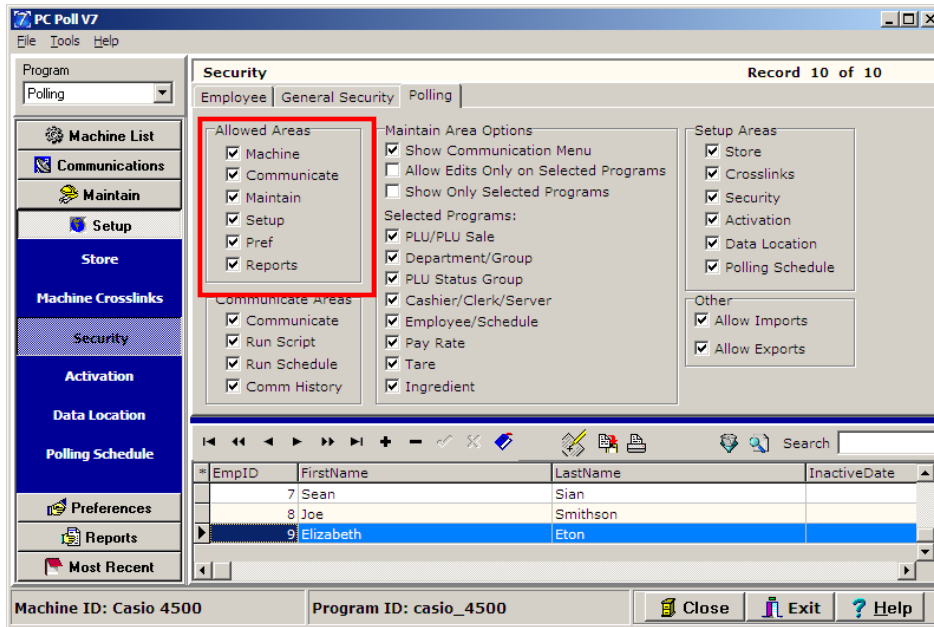 PC Poll V7
File Tools Help
Program
Polling
Machine List
Communications
Maintain
Setup
Store
Machine Crosslinks
Security
Activation
Data Location
Polling Schedule
Preferences
Reports
Most Recent
Security Record 10 of 10
Employee General Security Polling
Allowed Areas
Machine
Communicate
Maintain
Setup
Pref
Reports
Communicate Areas
Communicate
Run Script
Run Schedule
Comm History
Maintain Area Options
Show Communication Menu
Allow Edits Only on Selected Programs
Show Only Selected Programs
Selected Programs:
PLU/PLU Sale
Department/Group
PLU Status Group
Cashier/Clerk/Server
Employee/Schedule
Pay Rate
Tare
Ingredient
Setup Areas
Store
Crosslinks
Security
Activation
Data Location
Polling Schedule
Other
Allow Imports
Allow Exports
Search
* EmpID FirstName LastName InactiveDate
7 Sean Sian
8 Joe Smithson
9 Elizabeth Eton
Machine ID: Casio 4500 Program ID: casio_4500 Close Exit ? Help